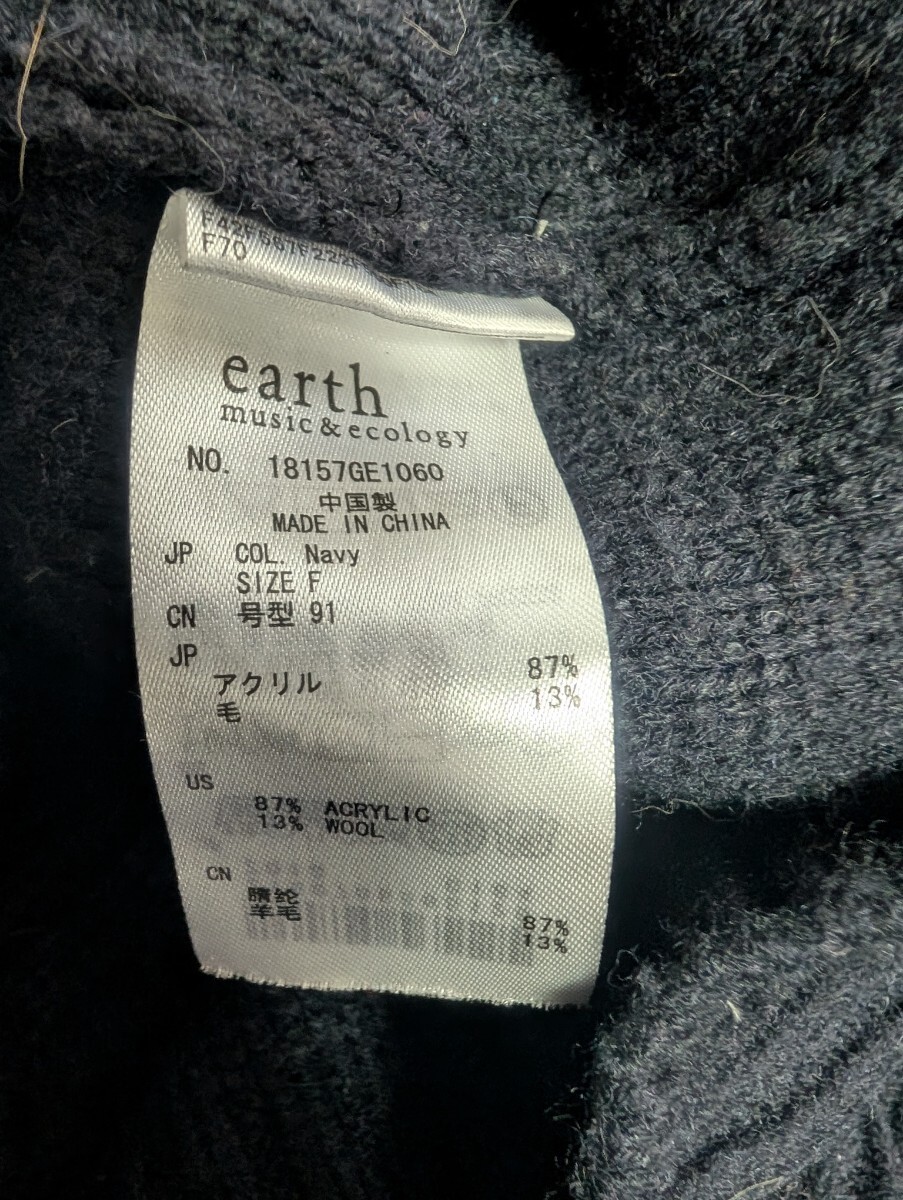 F70
earth
music&ecology
NO. 18157GE1060
中国製
MADE IN CHINA
JP COL. Navy
SIZE F
CN 号型 91
JP
アクリル 87%
毛 13%
US
87% ACRYLIC
13% WOOL
CN
腈纶 87%
羊毛 13%